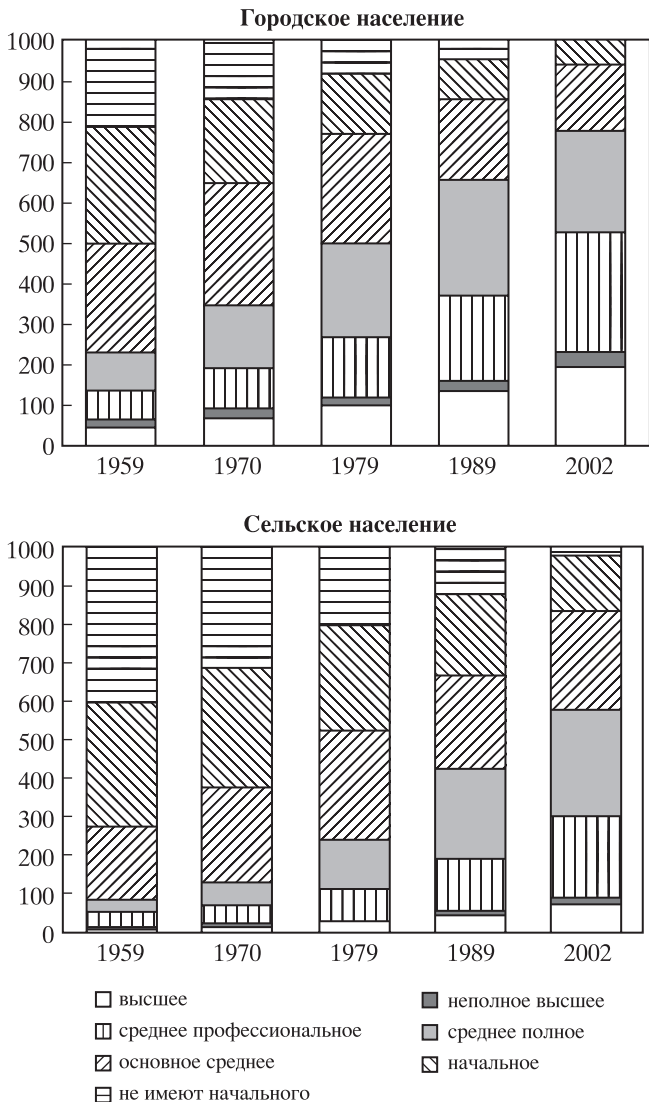 Городское население
1000
900
800
700
600
500
400
300
200
100
0
1959 1970 1979 1989 2002
Сельское население
1000
900
800
700
600
500
400
300
200
100
0
1959 1970 1979 1989 2002
высшее неполное высшее
среднее профессиональное среднее полное
основное среднее начальное
не имеют начального